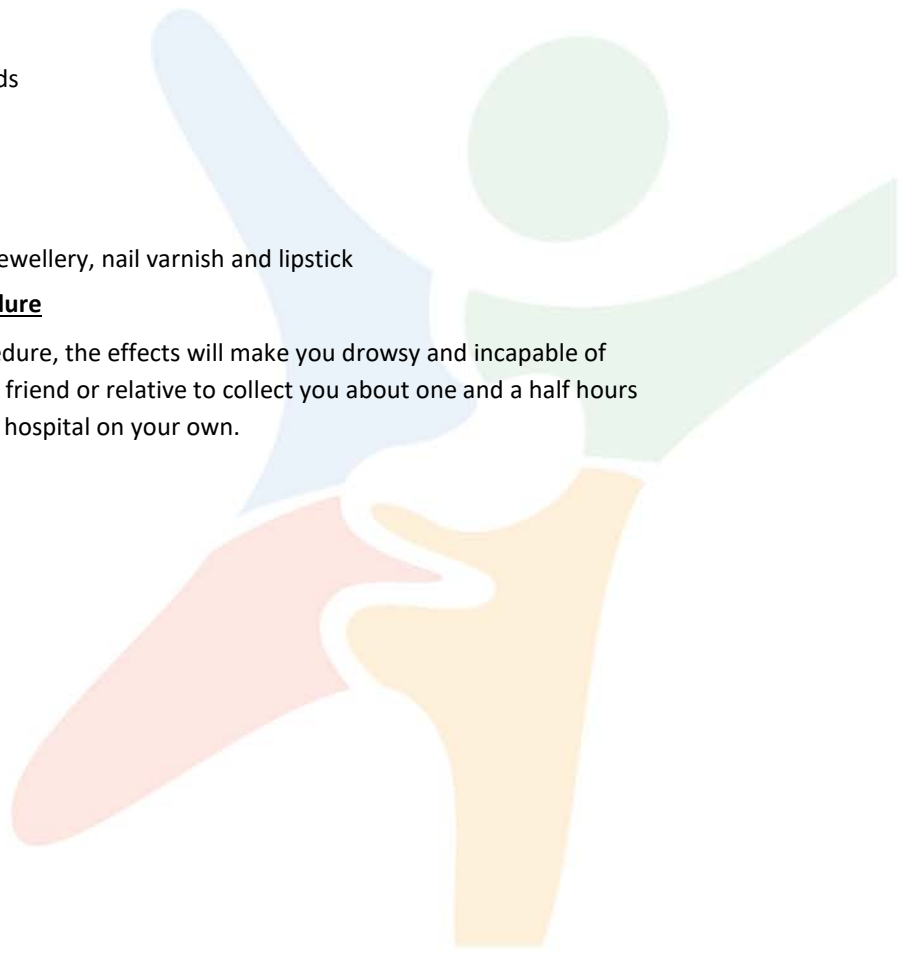 ds
ewellery, nail varnish and lipstick
dure
edure, the effects will make you drowsy and incapable of
friend or relative to collect you about one and a half hours
hospital on your own.